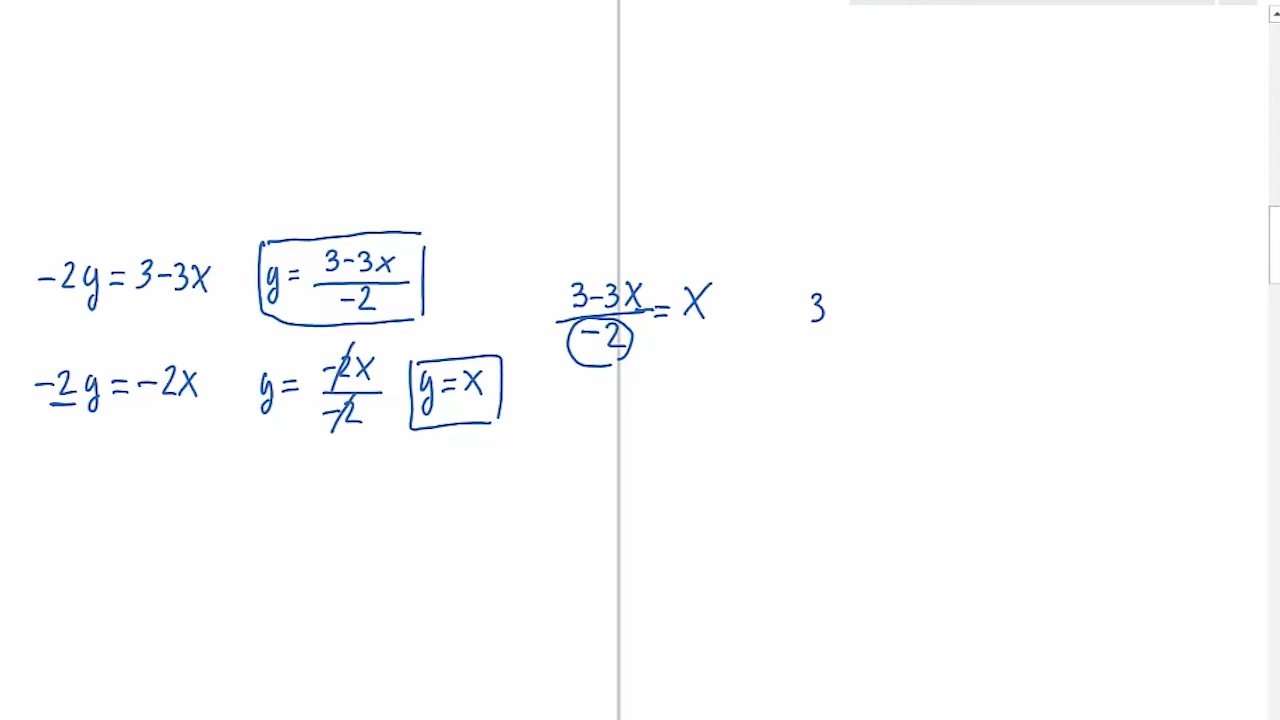 -2y = 3-3x   y = (3-3x)/(-2)   (3-3x)/(-2) = x   3
-2y = -2x   y = (-2x)/(-2)   y = x